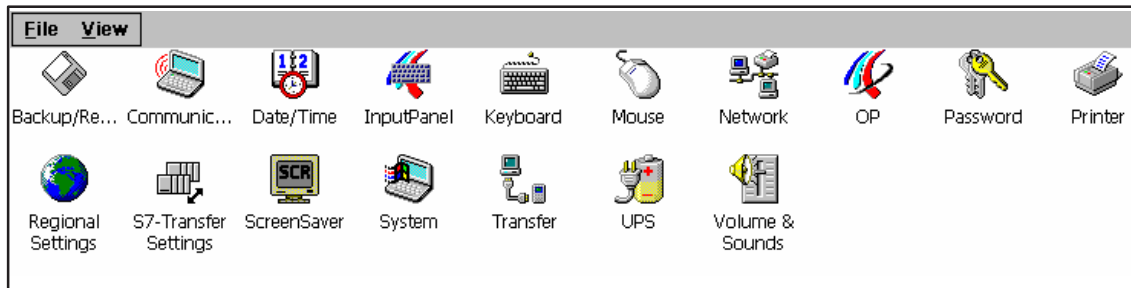 File View
12
Backup/Re... Communic... Date/Time InputPanel Keyboard Mouse Network OP Password Printer
SCR
Regional Settings S7-Transfer Settings ScreenSaver System Transfer UPS Volume & Sounds